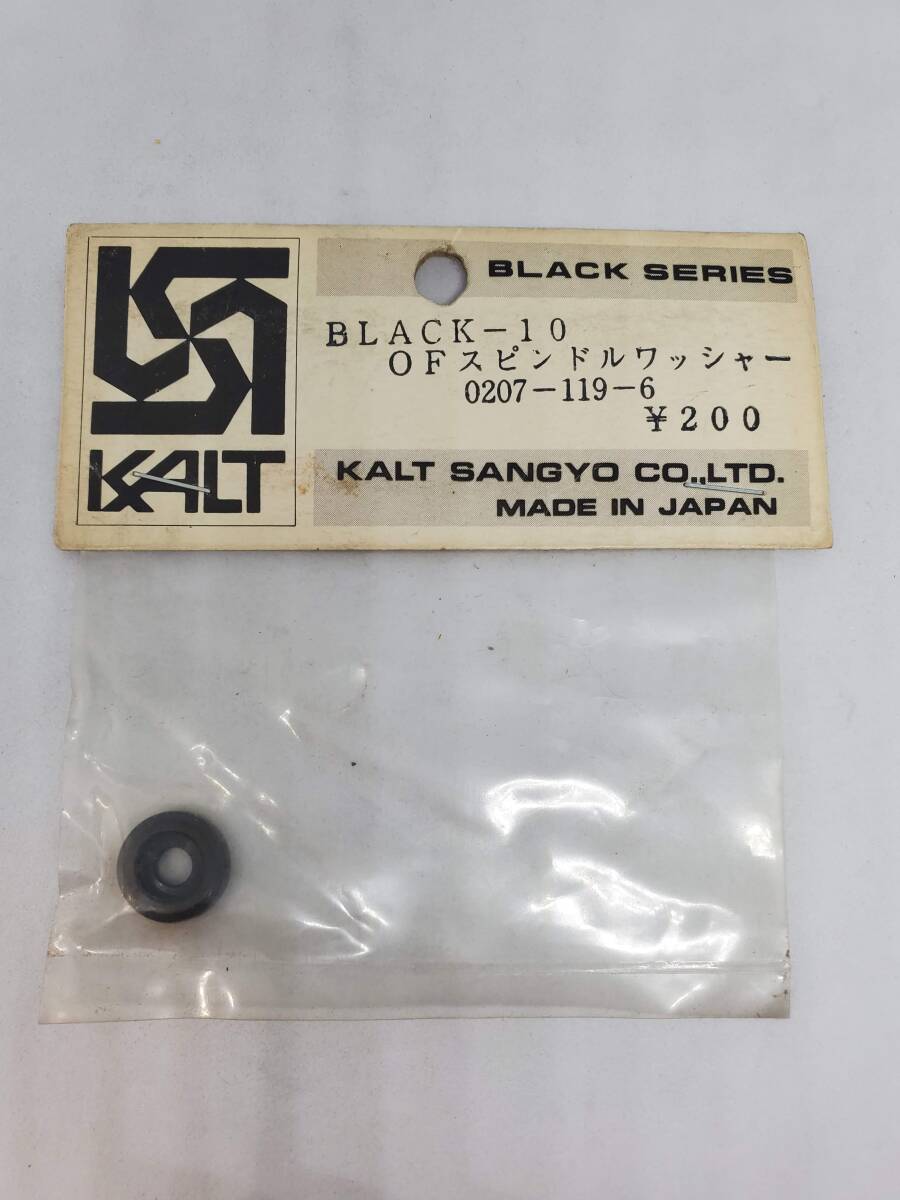 BLACK SERIES
BLACK-10
OFスピンドルワッシャー
0207-119-6
¥200
KALT
KALT SANGYO CO.,LTD.
MADE IN JAPAN